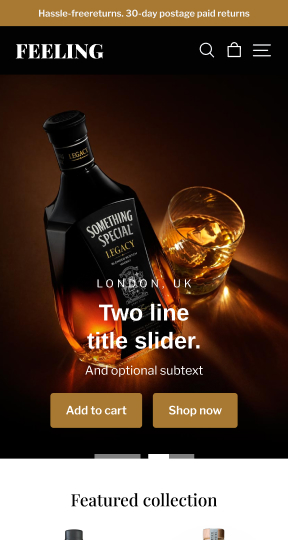 Hassle-freereturns. 30-day postage paid returns
FEELING
LEGACY
SOMETHING
SPECIAL
LEGACY
LONDON, UK
Two line
title slider.
And optional subtext
Add to cart
Shop now
Featured collection